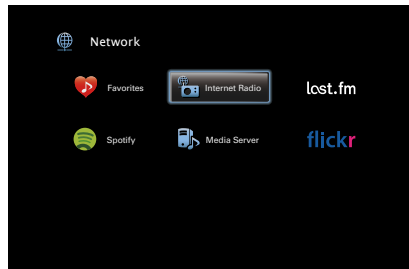 Network
Favorites
Internet Radio
last.fm
Spotify
Media Server
flickr